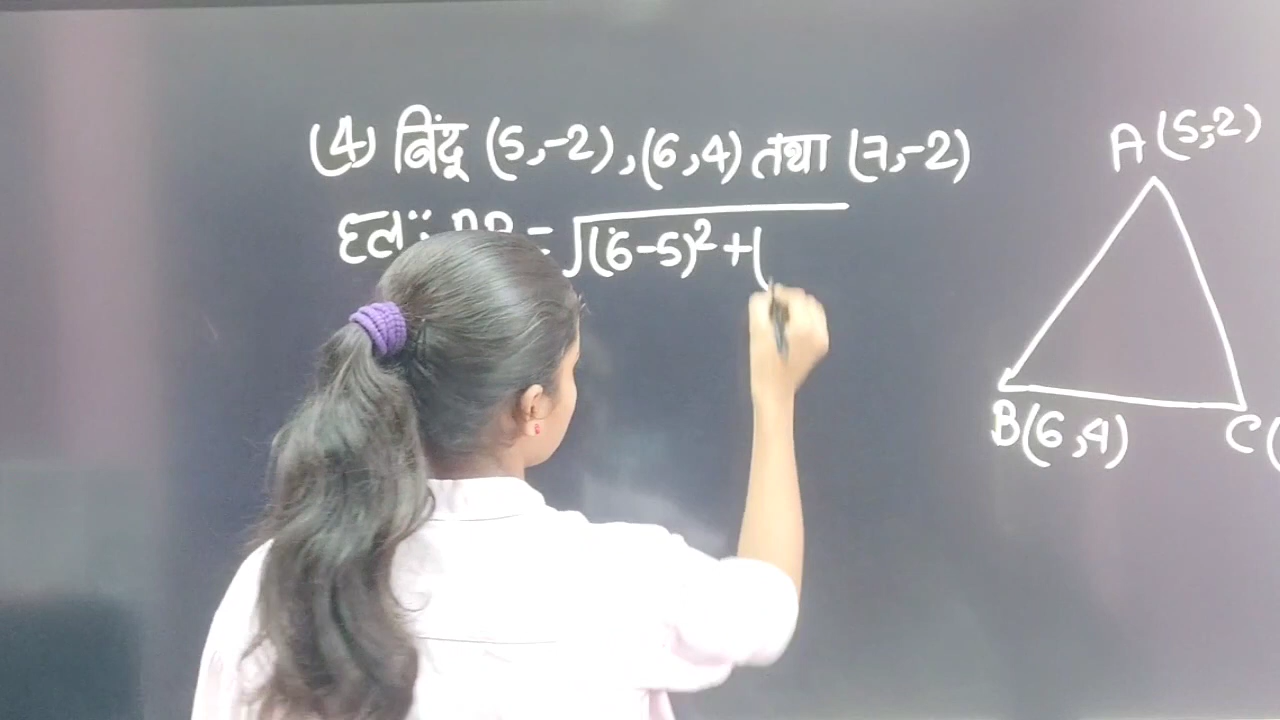 (4) बिंदू (5,-2),(6,4) तथा (7,-2)
हल:
= √(6-5)²+(
A (5,-2)
B(6,4)
C(